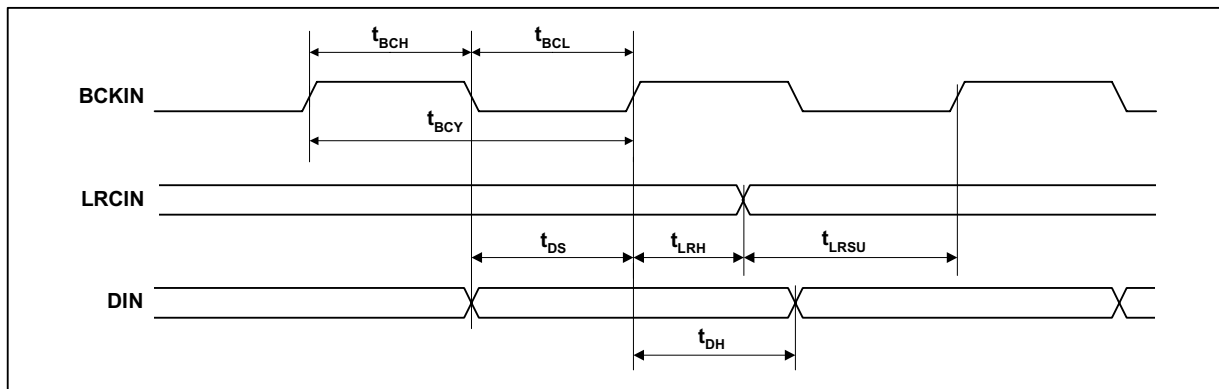 tBCH
tBCL
BCKIN
tBCY
LRCIN
tDS
tLRH
tLRSU
DIN
tDH